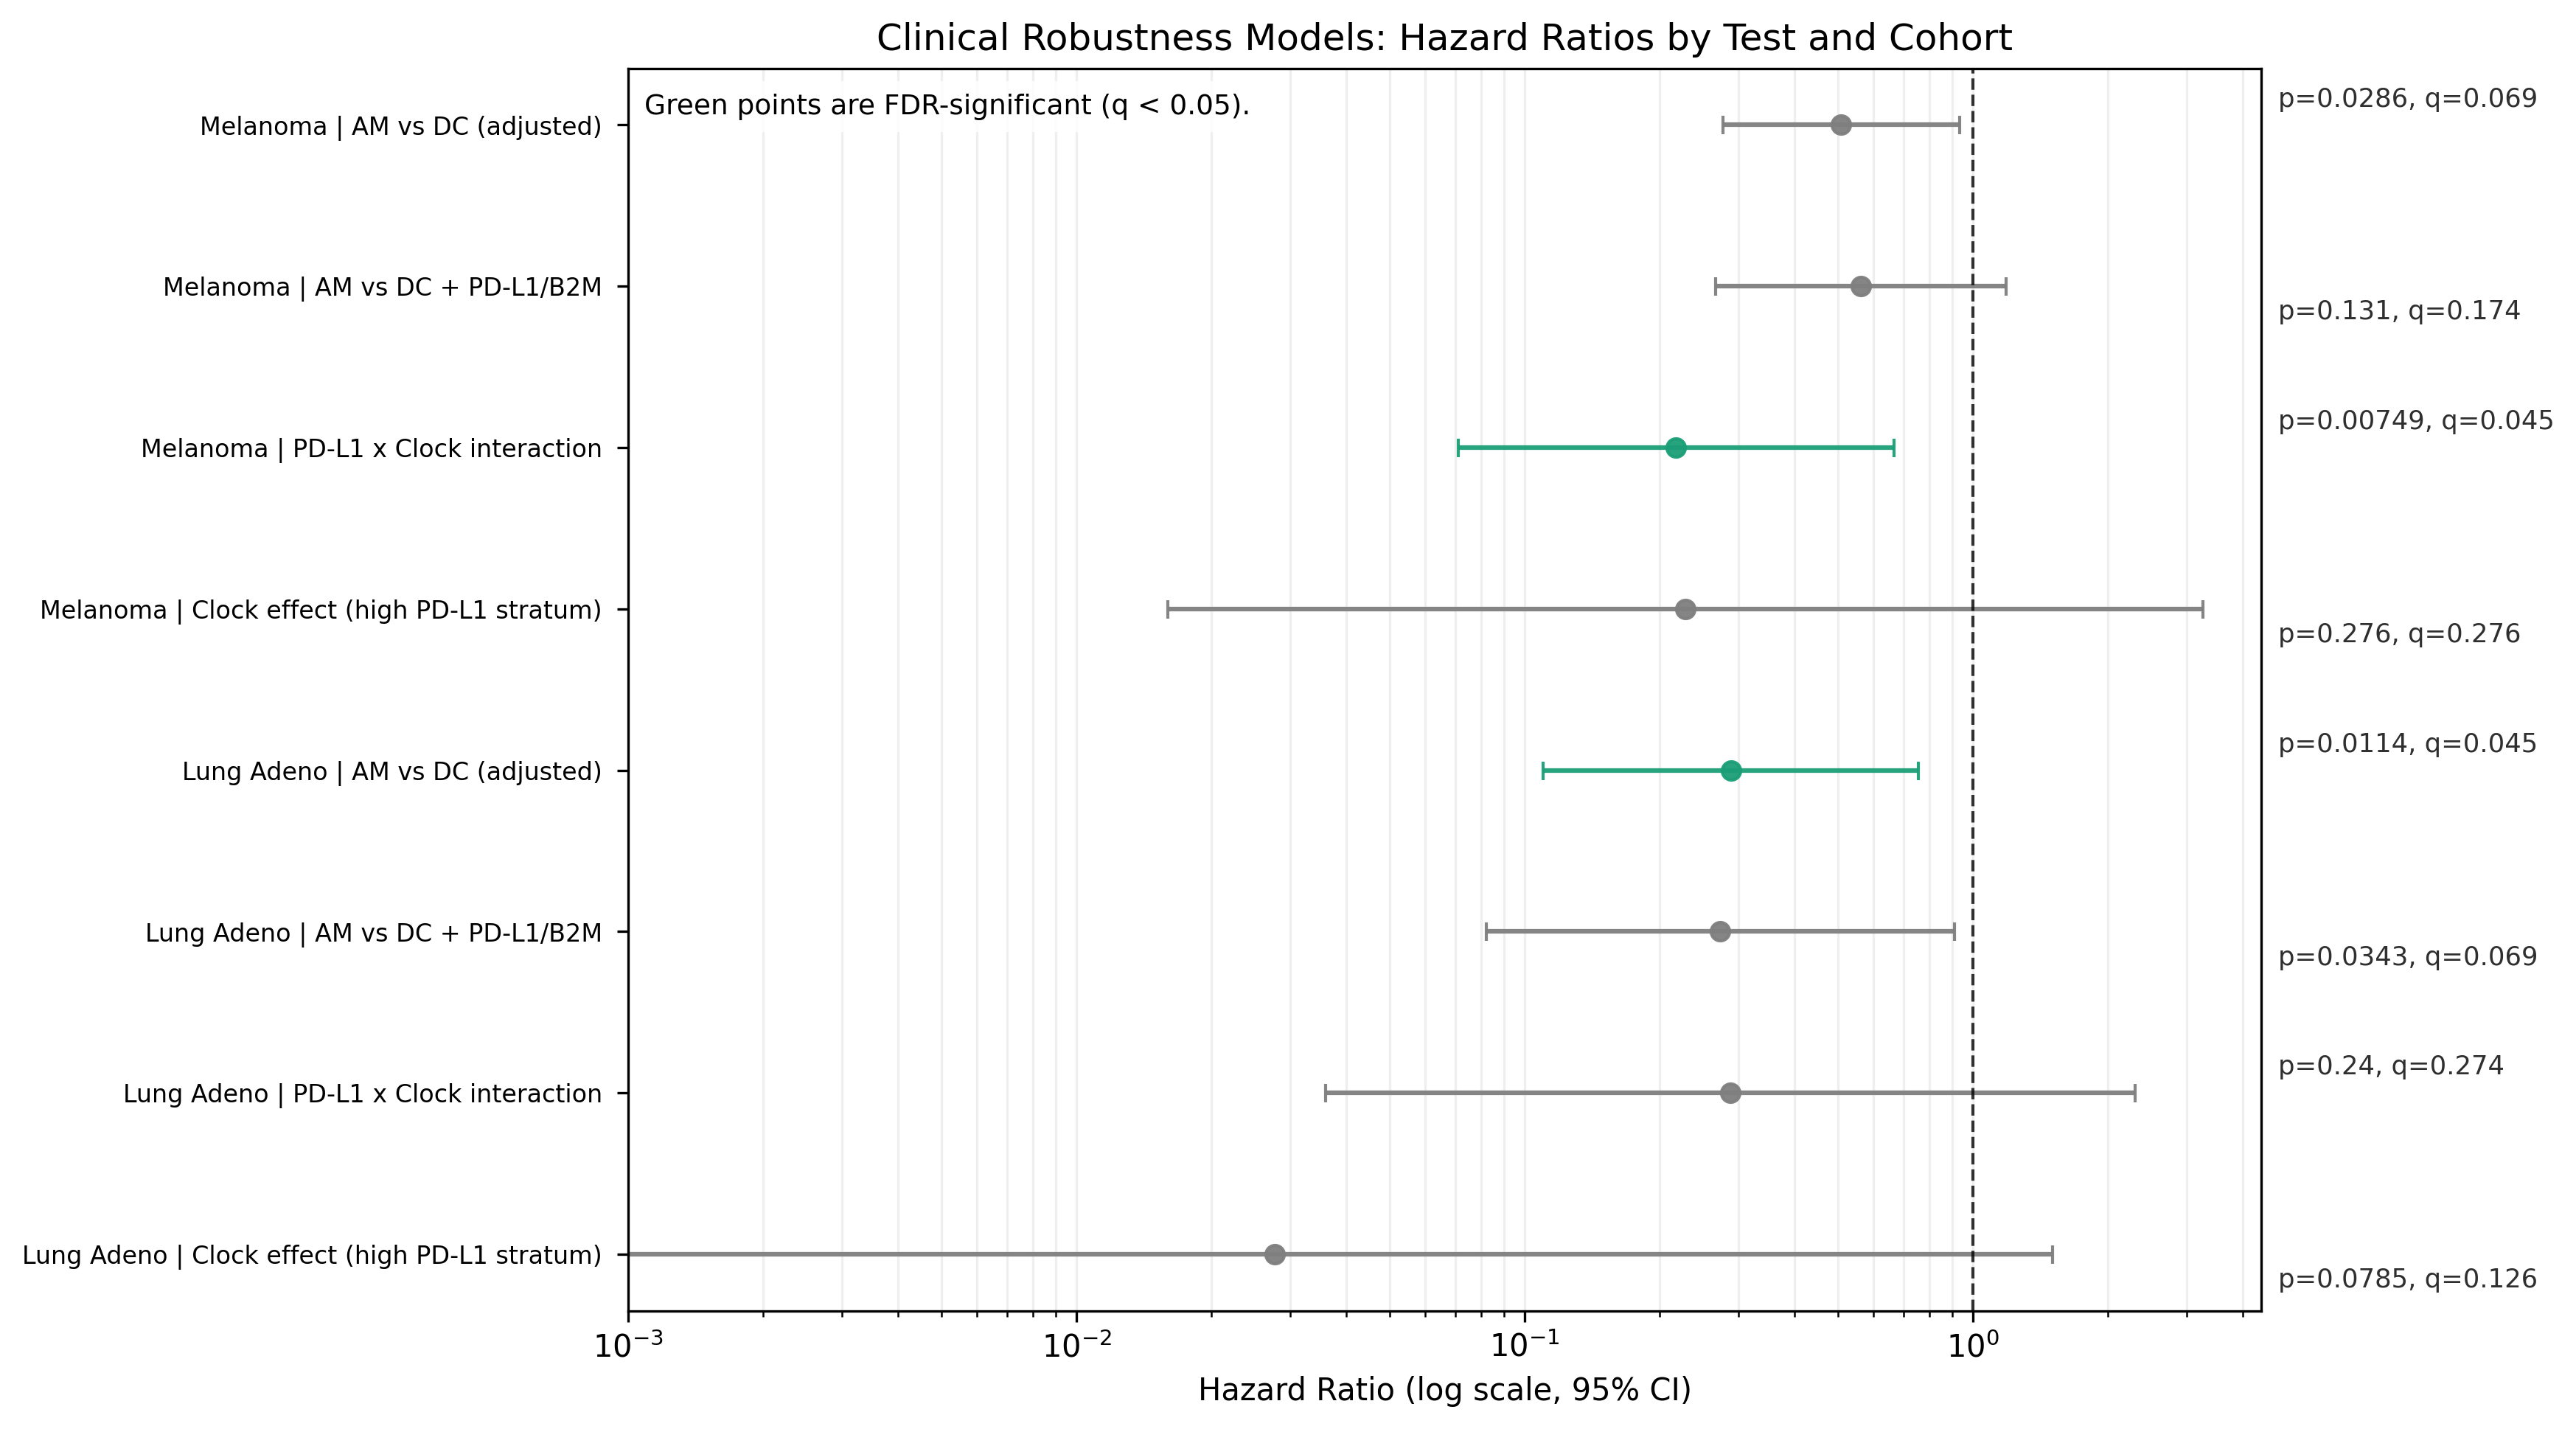 Clinical Robustness Models: Hazard Ratios by Test and Cohort
Green points are FDR-significant (q < 0.05).
Melanoma | AM vs DC (adjusted)
p=0.0286, q=0.069
Melanoma | AM vs DC + PD-L1/B2M
p=0.131, q=0.174
Melanoma | PD-L1 x Clock interaction
p=0.00749, q=0.045
Melanoma | Clock effect (high PD-L1 stratum)
p=0.276, q=0.276
Lung Adeno | AM vs DC (adjusted)
p=0.0114, q=0.045
Lung Adeno | AM vs DC + PD-L1/B2M
p=0.0343, q=0.069
Lung Adeno | PD-L1 x Clock interaction
p=0.24, q=0.274
Lung Adeno | Clock effect (high PD-L1 stratum)
p=0.0785, q=0.126
10⁻³ 10⁻² 10⁻¹ 10⁰
Hazard Ratio (log scale, 95% CI)